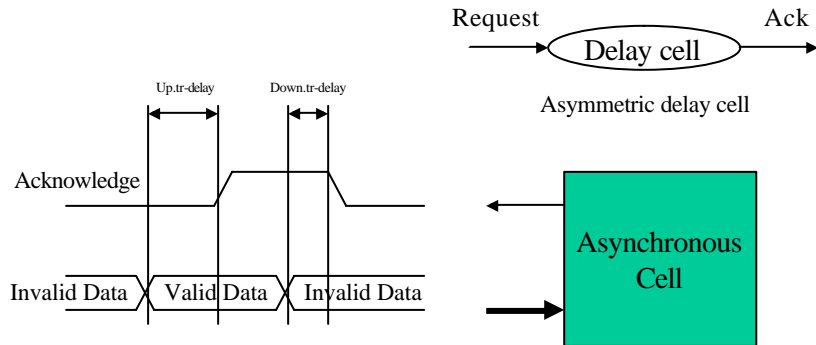 Request
Ack
Delay cell
Asymmetric delay cell
Up.tr-delay
Down.tr-delay
Acknowledge
Invalid Data
Valid Data
Invalid Data
Asynchronous
Cell